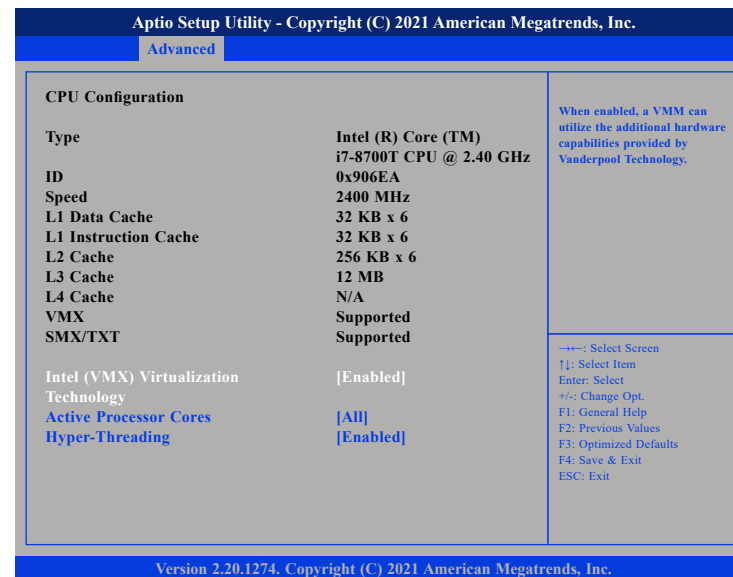 Aptio Setup Utility - Copyright (C) 2021 American Megatrends, Inc.
Advanced
CPU Configuration
Type Intel (R) Core (TM)
i7-8700T CPU @ 2.40 GHz
ID 0x906EA
Speed 2400 MHz
L1 Data Cache 32 KB x 6
L1 Instruction Cache 32 KB x 6
L2 Cache 256 KB x 6
L3 Cache 12 MB
L4 Cache N/A
VMX Supported
SMX/TXT Supported
Intel (VMX) Virtualization [Enabled]
Technology
Active Processor Cores [All]
Hyper-Threading [Enabled]
When enabled, a VMM can
utilize the additional hardware
capabilities provided by
Vanderpool Technology.
→←: Select Screen
↑↓: Select Item
Enter: Select
+/-: Change Opt.
F1: General Help
F2: Previous Values
F3: Optimized Defaults
F4: Save & Exit
ESC: Exit
Version 2.20.1274. Copyright (C) 2021 American Megatrends, Inc.